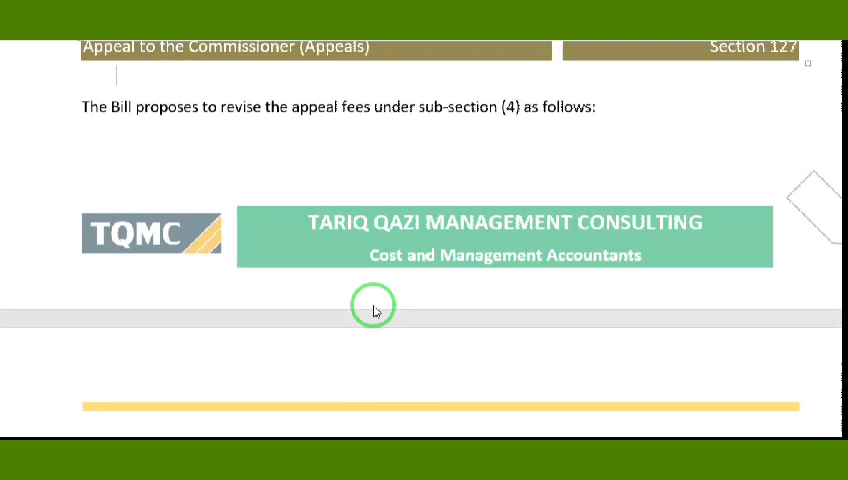 Appeal to the Commissioner (Appeals) Section 127
The Bill proposes to revise the appeal fees under sub-section (4) as follows:
TQMC
TARIQ QAZI MANAGEMENT CONSULTING
Cost and Management Accountants